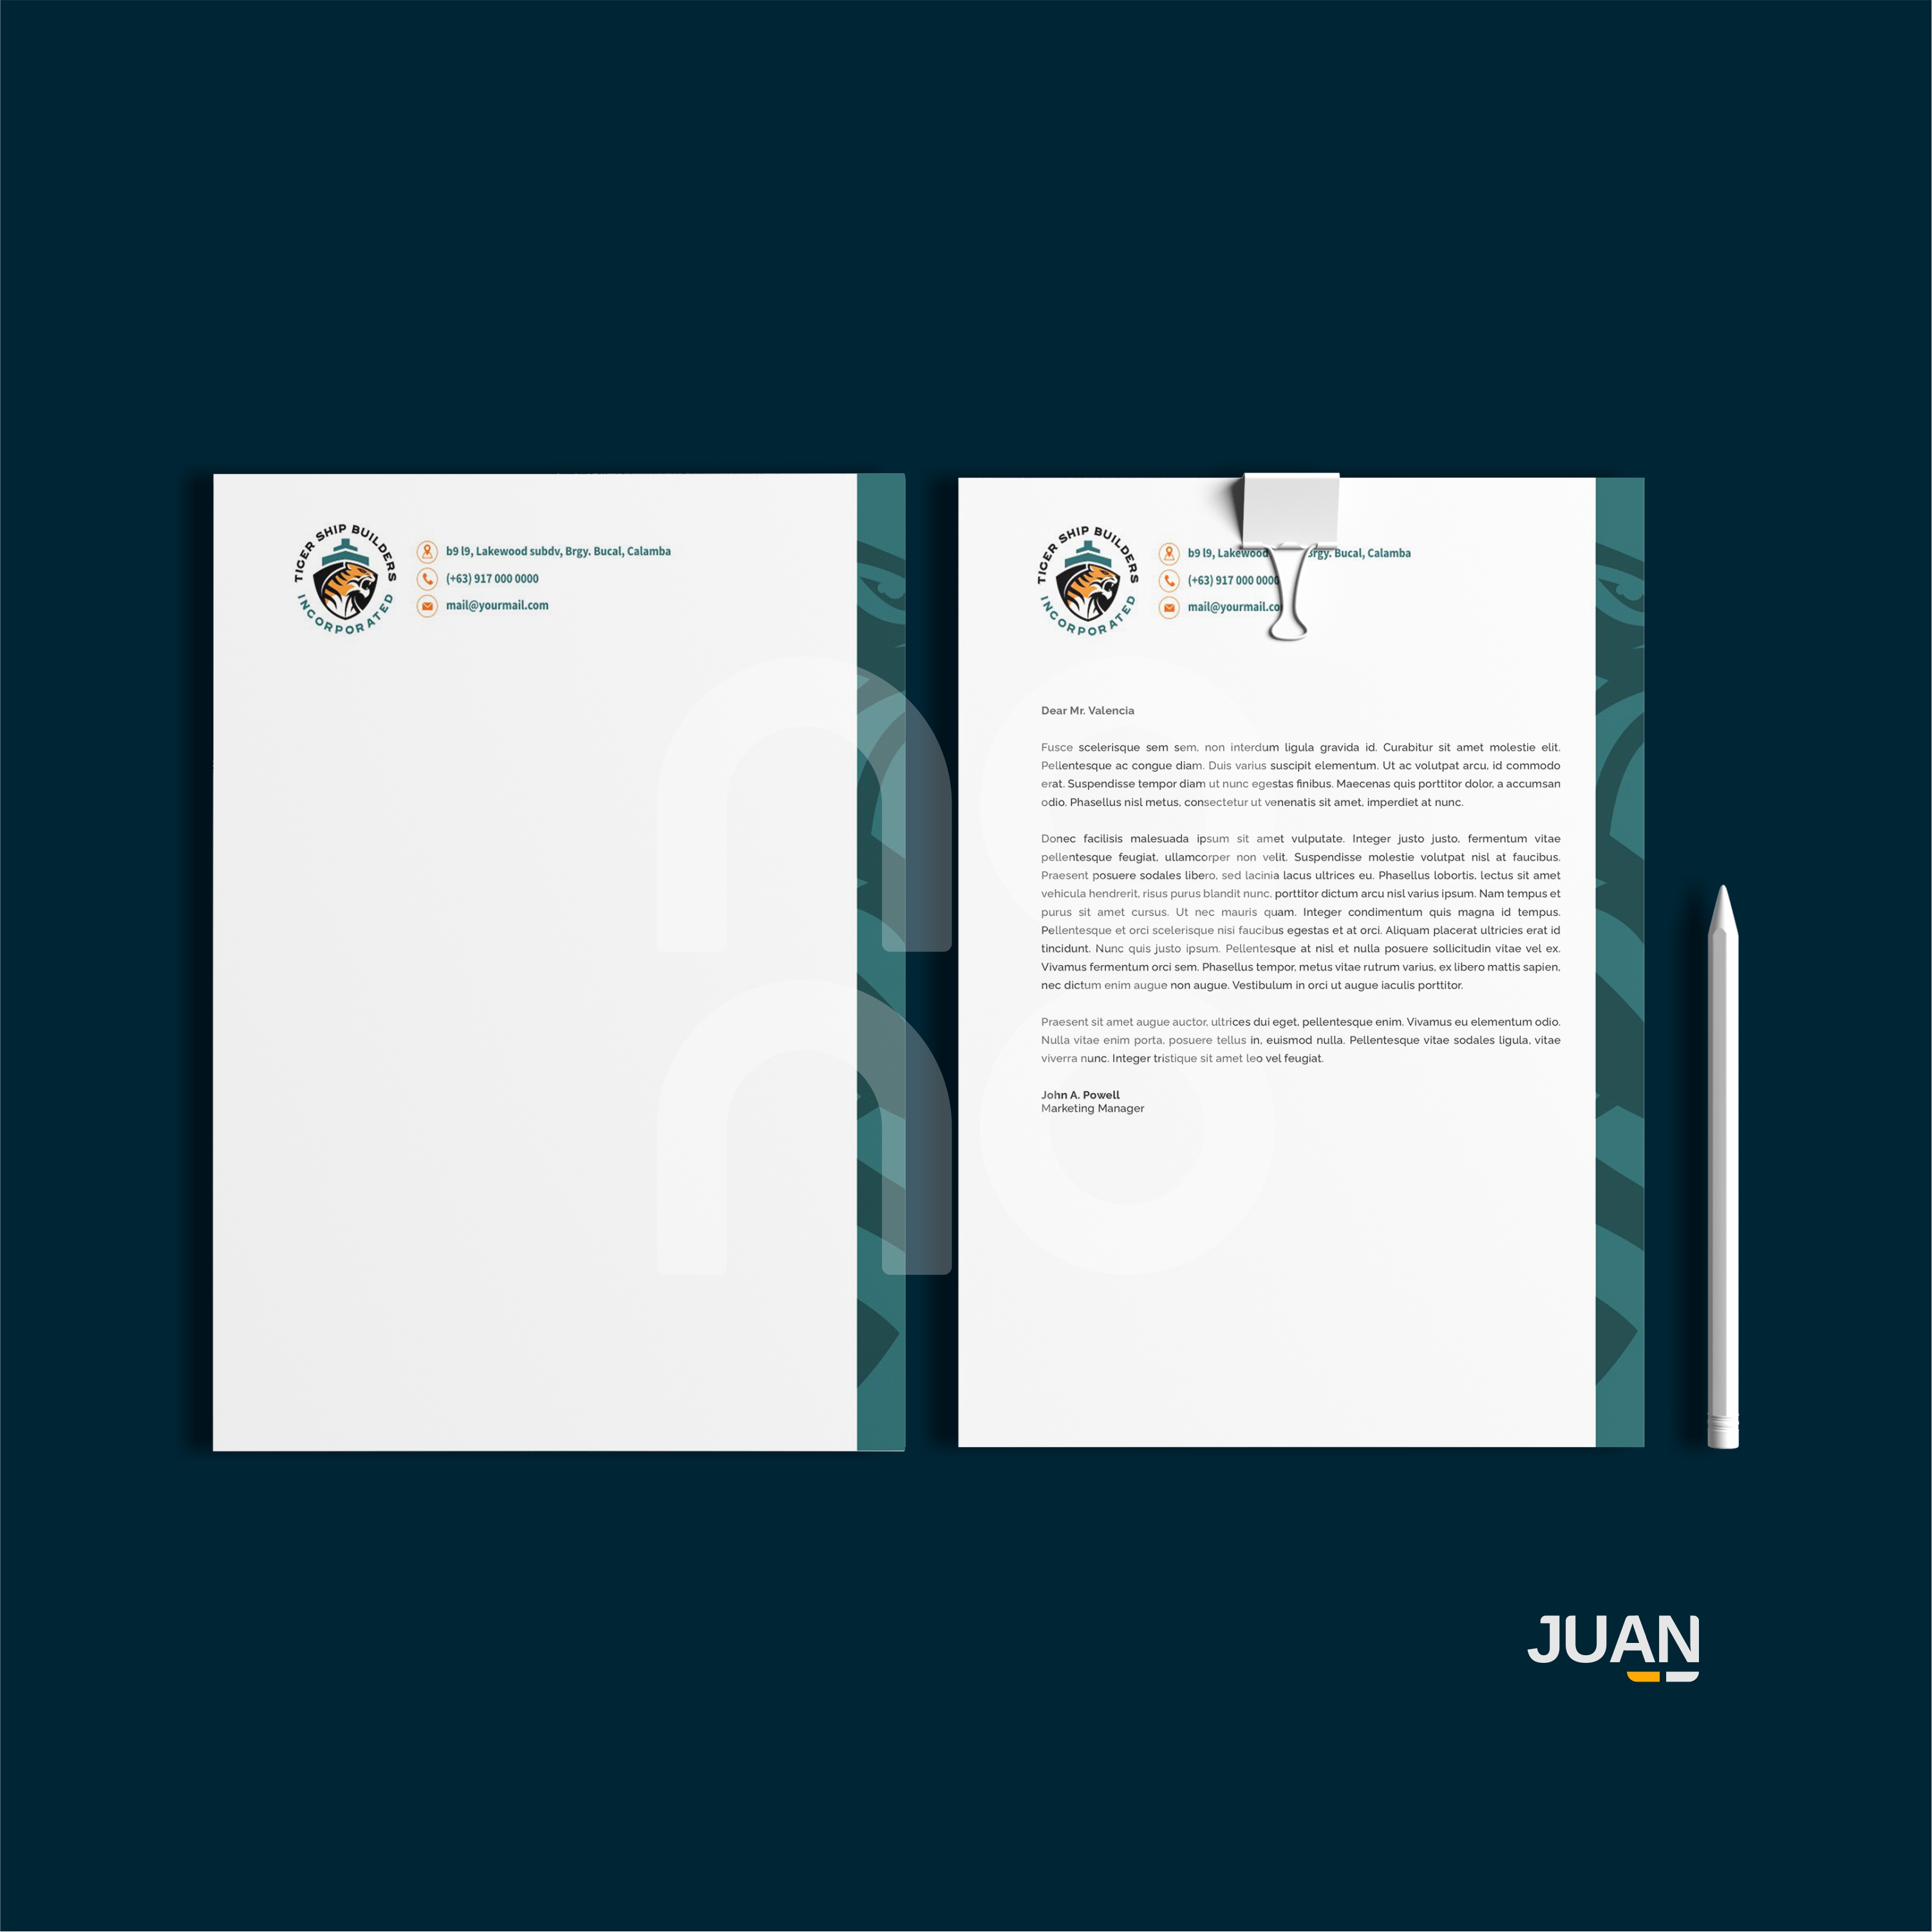 TIGER SHIP BUILDERS
INCORPORATED
b9 l9, Lakewood subdv, Brgy. Bucal, Calamba
(+63) 917 000 0000
mail@yourmail.com
TIGER SHIP BUILDERS
INCORPORATED
b9 l9, Lakewood Brgy. Bucal, Calamba
(+63) 917 000 0000
mail@yourmail.co
Dear Mr. Valencia
Fusce scelerisque sem sem, non interdum ligula gravida id. Curabitur sit amet molestie elit.
Pellentesque ac congue diam. Duis varius suscipit elementum. Ut ac volutpat arcu, id commodo
erat. Suspendisse tempor diam ut nunc egestas finibus. Maecenas quis porttitor dolor, a accumsan
odio. Phasellus nisl metus, consectetur ut venenatis sit amet, imperdiet at nunc.
Donec facilisis malesuada ipsum sit amet vulputate. Integer justo justo, fermentum vitae
pellentesque feugiat, ullamcorper non velit. Suspendisse molestie volutpat nisl at faucibus.
Praesent posuere sodales libero, sed lacinia lacus ultrices eu. Phasellus lobortis, lectus sit amet
vehicula hendrerit, risus purus blandit nunc, porttitor dictum arcu nisl varius ipsum. Nam tempus et
purus sit amet cursus. Ut nec mauris quam. Integer condimentum quis magna id tempus.
Pellentesque et orci scelerisque nisi faucibus egestas et at orci. Aliquam placerat ultricies erat id
tincidunt. Nunc quis justo ipsum. Pellentesque at nisl et nulla posuere sollicitudin vitae vel ex.
Vivamus fermentum orci sem. Phasellus tempor, metus vitae rutrum varius, ex libero mattis sapien,
nec dictum enim augue non augue. Vestibulum in orci ut augue iaculis porttitor.
Praesent sit amet augue auctor, ultrices dui eget, pellentesque enim. Vivamus eu elementum odio.
Nulla vitae enim porta, posuere tellus in, euismod nulla. Pellentesque vitae sodales ligula, vitae
viverra nunc. Integer tristique sit amet leo vel feugiat.
John A. Powell
Marketing Manager
JUAN